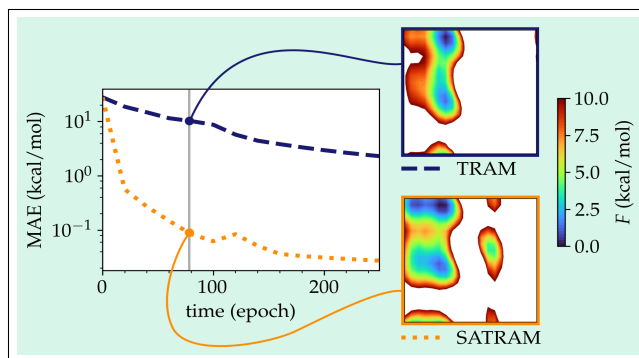 MAE (kcal/mol)
10¹
10⁰
10⁻¹
0
100
200
time (epoch)
TRAM
SATRAM
10.0
7.5
5.0
2.5
0.0
F (kcal/mol)